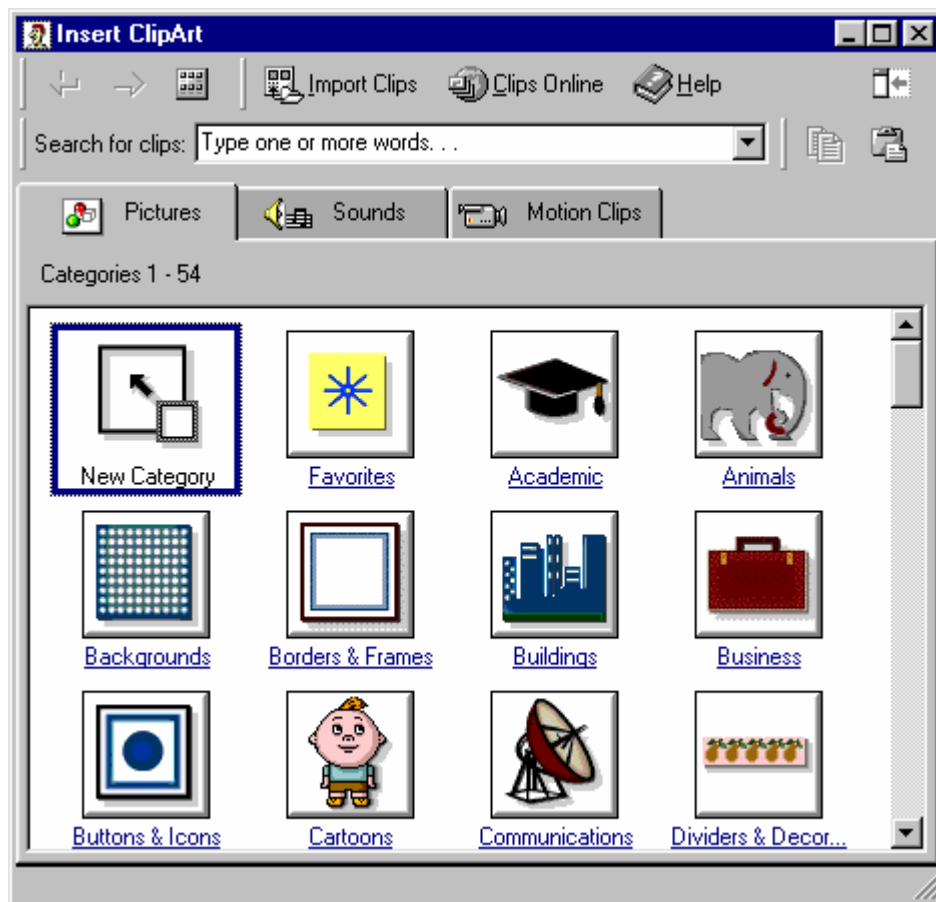 Insert ClipArt
Import Clips Clips Online Help
Search for clips: Type one or more words. . .
Pictures Sounds Motion Clips
Categories 1 - 54
New Category Favorites Academic Animals
Backgrounds Borders & Frames Buildings Business
Buttons & Icons Cartoons Communications Dividers & Decor...